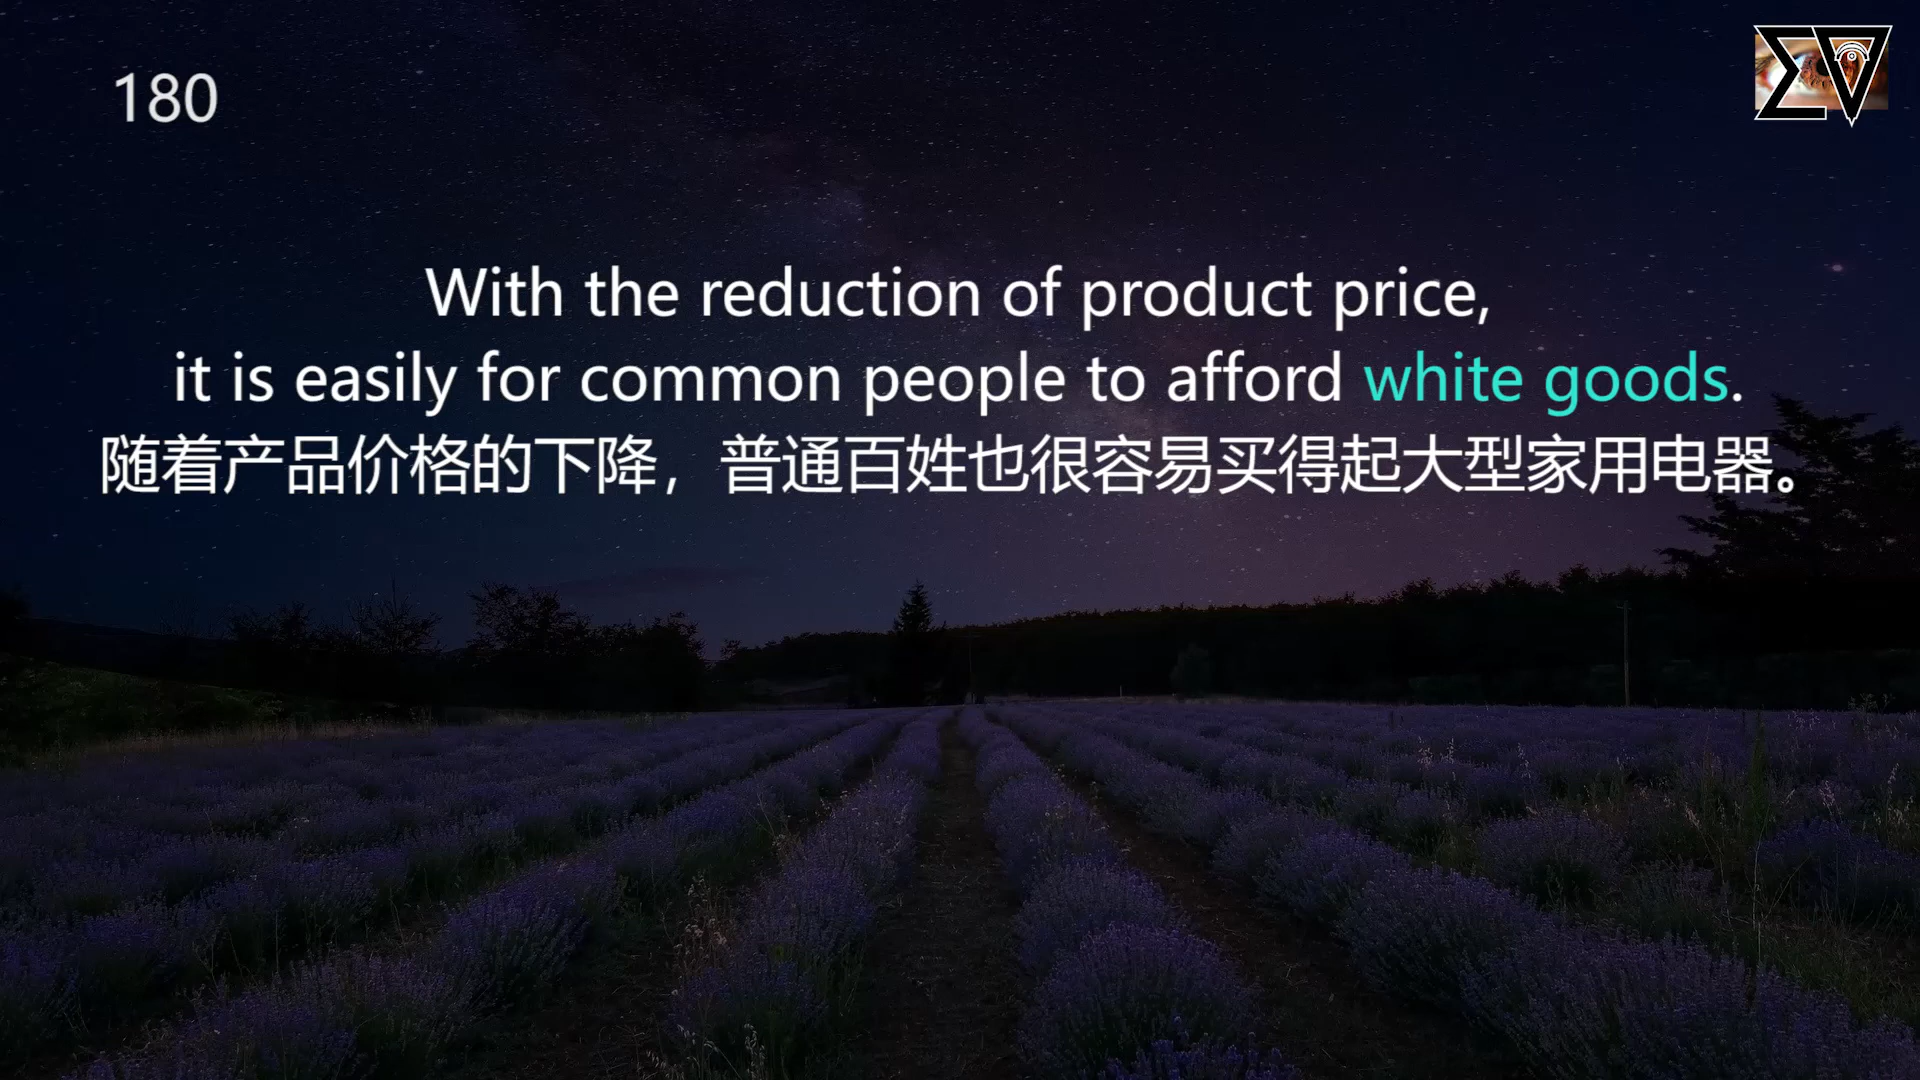 180
With the reduction of product price,
it is easily for common people to afford white goods.
随着产品价格的下降，普通百姓也很容易买得起大型家用电器。